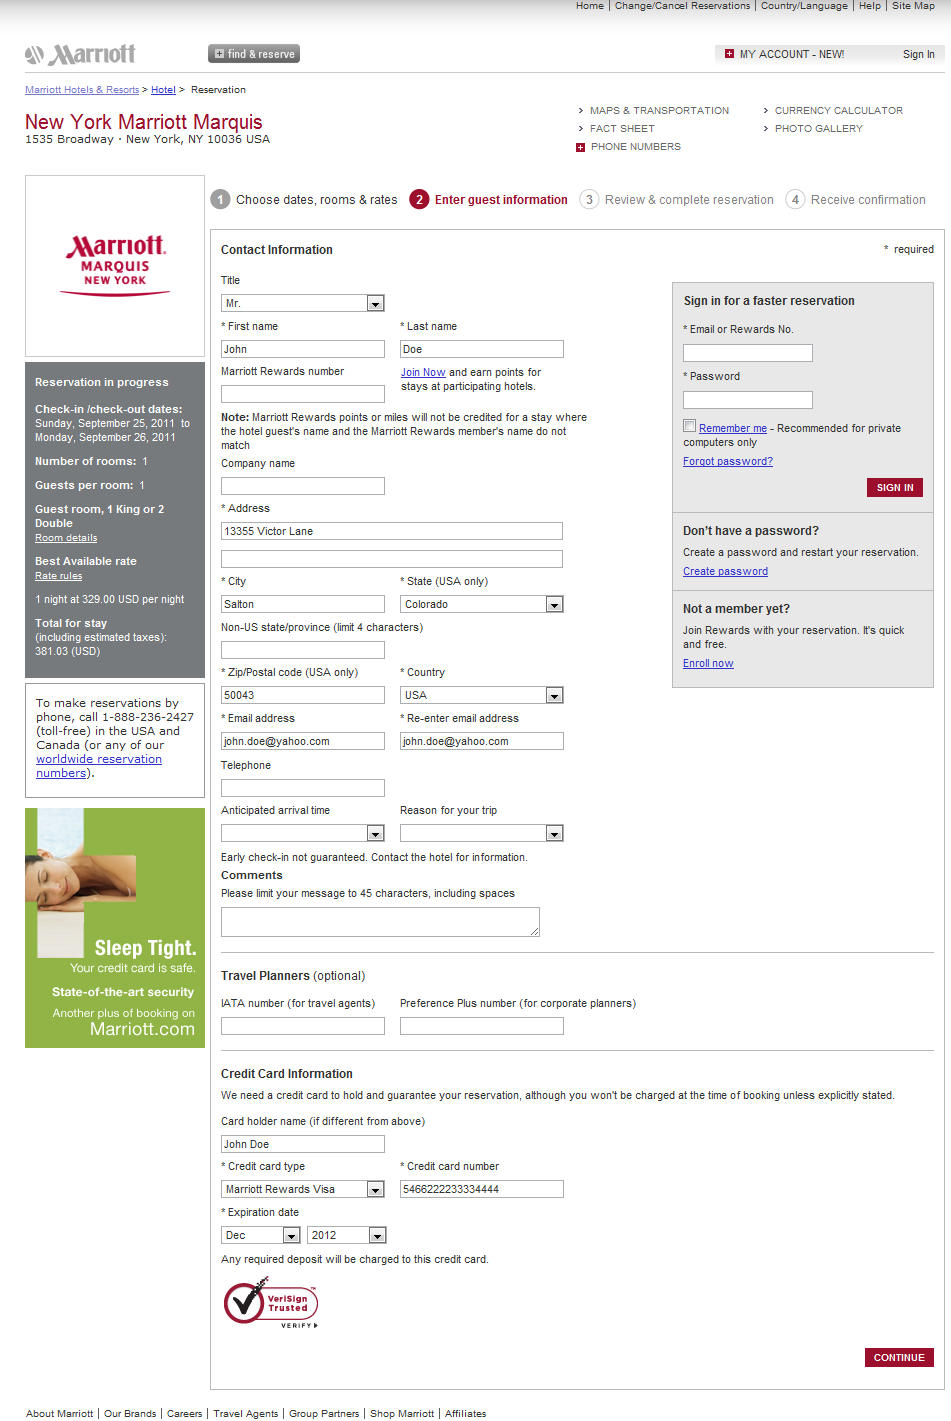 Home | Change/Cancel Reservations | Country/Language | Help | Site Map
Marriott
find & reserve
MY ACCOUNT - NEW!
Sign In
Marriott Hotels & Resorts > Hotel > Reservation
New York Marriott Marquis
1535 Broadway · New York, NY 10036 USA
MAPS & TRANSPORTATION
CURRENCY CALCULATOR
FACT SHEET
PHOTO GALLERY
PHONE NUMBERS
Marriott.
MARQUIS
NEW YORK
1 Choose dates, rooms & rates
2 Enter guest information
3 Review & complete reservation
4 Receive confirmation
Reservation in progress
Check-in /check-out dates:
Sunday, September 25, 2011 to
Monday, September 26, 2011
Number of rooms: 1
Guests per room: 1
Guest room, 1 King or 2
Double
Room details
Best Available rate
Rate rules
1 night at 329.00 USD per night
Total for stay
(including estimated taxes):
381.03 (USD)
To make reservations by
phone, call 1-888-236-2427
(toll-free) in the USA and
Canada (or any of our
worldwide reservation
numbers).
Sleep Tight.
Your credit card is safe.
State-of-the-art security
Another plus of booking on
Marriott.com
Contact Information
* required
Title
Mr.
* First name
* Last name
John
Doe
Marriott Rewards number
Join Now and earn points for
stays at participating hotels.
Note: Marriott Rewards points or miles will not be credited for a stay where
the hotel guest's name and the Marriott Rewards member's name do not
match
Company name
* Address
13355 Victor Lane
* City
* State (USA only)
Salton
Colorado
Non-US state/province (limit 4 characters)
* Zip/Postal code (USA only)
* Country
50043
USA
* Email address
* Re-enter email address
john.doe@yahoo.com
john.doe@yahoo.com
Telephone
Anticipated arrival time
Reason for your trip
Early check-in not guaranteed. Contact the hotel for information.
Comments
Please limit your message to 45 characters, including spaces
Travel Planners (optional)
IATA number (for travel agents)
Preference Plus number (for corporate planners)
Credit Card Information
We need a credit card to hold and guarantee your reservation, although you won't be charged at the time of booking unless explicitly stated.
Card holder name (if different from above)
John Doe
* Credit card type
* Credit card number
Marriott Rewards Visa
5466222233334444
* Expiration date
Dec
2012
Any required deposit will be charged to this credit card.
VeriSign
Trusted
™
VERIFY
CONTINUE
Sign in for a faster reservation
* Email or Rewards No.
* Password
Remember me - Recommended for private
computers only
Forgot password?
SIGN IN
Don't have a password?
Create a password and restart your reservation.
Create password
Not a member yet?
Join Rewards with your reservation. It's quick
and free.
Enroll now
About Marriott | Our Brands | Careers | Travel Agents | Group Partners | Shop Marriott | Affiliates